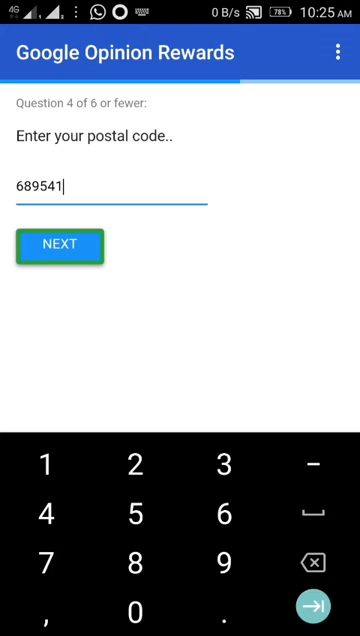 4G 0 B/s 78% 10:25 AM
Google Opinion Rewards
Question 4 of 6 or fewer:
Enter your postal code..
689541
NEXT
1 2 3 –
4 5 6
7 8 9
, 0 .